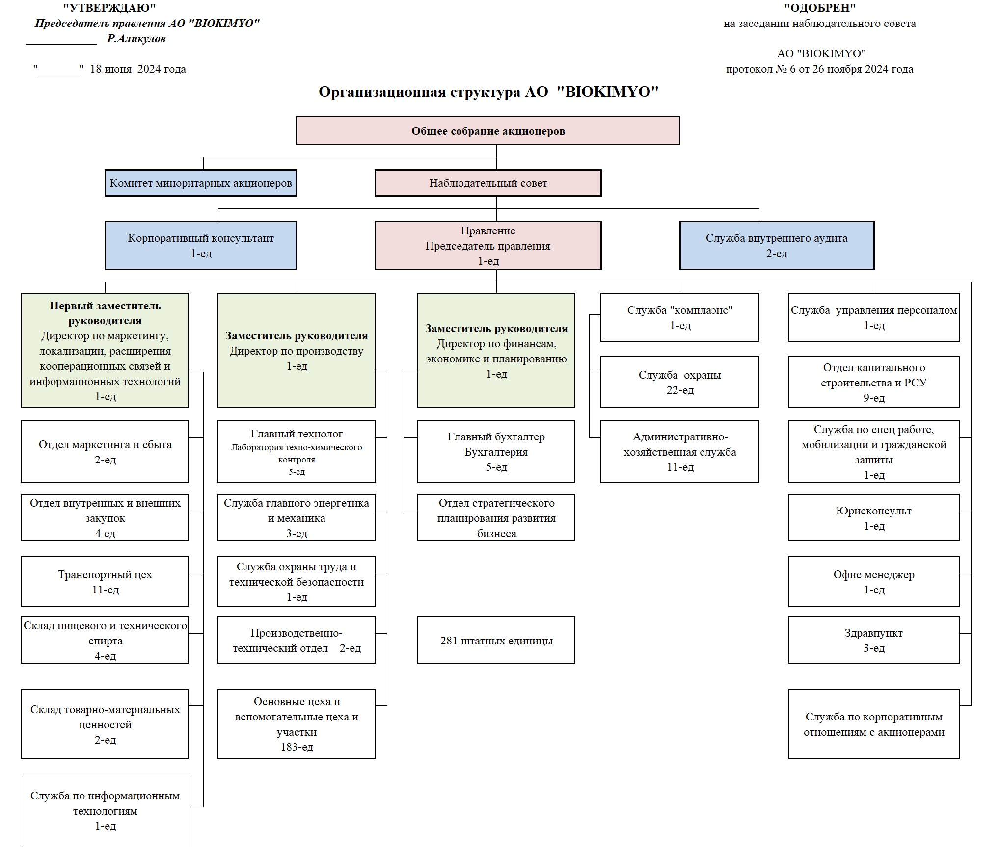 "УТВЕРЖДАЮ"
Председатель правления АО "BIOKIMYO"
____________ Р.Аликулов
"_______" 18 июня 2024 года
"ОДОБРЕН"
на заседании наблюдательного совета
АО "BIOKIMYO"
протокол № 6 от 26 ноября 2024 года
Организационная структура АО "BIOKIMYO"
Общее собрание акционеров
Комитет миноритарных акционеров
Наблюдательный совет
Корпоративный консультант
1-ед
Правление
Председатель правления
1-ед
Служба внутреннего аудита
2-ед
Первый заместитель
руководителя
Директор по маркетингу,
локализации, расширения
кооперационных связей и
информационных технологий
1-ед
Заместитель руководителя
Директор по производству
1-ед
Заместитель руководителя
Директор по финансам,
экономике и планированию
1-ед
Служба "комплаэнс"
1-ед
Служба управления персоналом
1-ед
Служба охраны
22-ед
Отдел капитального
строительства и РСУ
9-ед
Отдел маркетинга и сбыта
2-ед
Главный технолог
Лаборатория техно-химического
контроля
5-ед
Главный бухгалтер
Бухгалтерия
5-ед
Административно-
хозяйственная служба
11-ед
Служба по спец работе,
мобилизации и гражданской
зашиты
1-ед
Отдел внутренных и внешних
закупок
4 ед
Служба главного энергетика
и механика
3-ед
Отдел стратегического
планирования развития
бизнеса
Юрисконсульт
1-ед
Транспортный цех
11-ед
Служба охраны труда и
технической безопасности
1-ед
Офис менеджер
1-ед
Склад пищевого и технического
спирта
4-ед
Производственно-
технический отдел 2-ед
281 штатных единицы
Здравпункт
3-ед
Склад товарно-материальных
ценностей
2-ед
Основные цеха и
вспомогательные цеха и
участки
183-ед
Служба по корпоративным
отношениям с акционерами
Служба по информационным
технологиям
1-ед